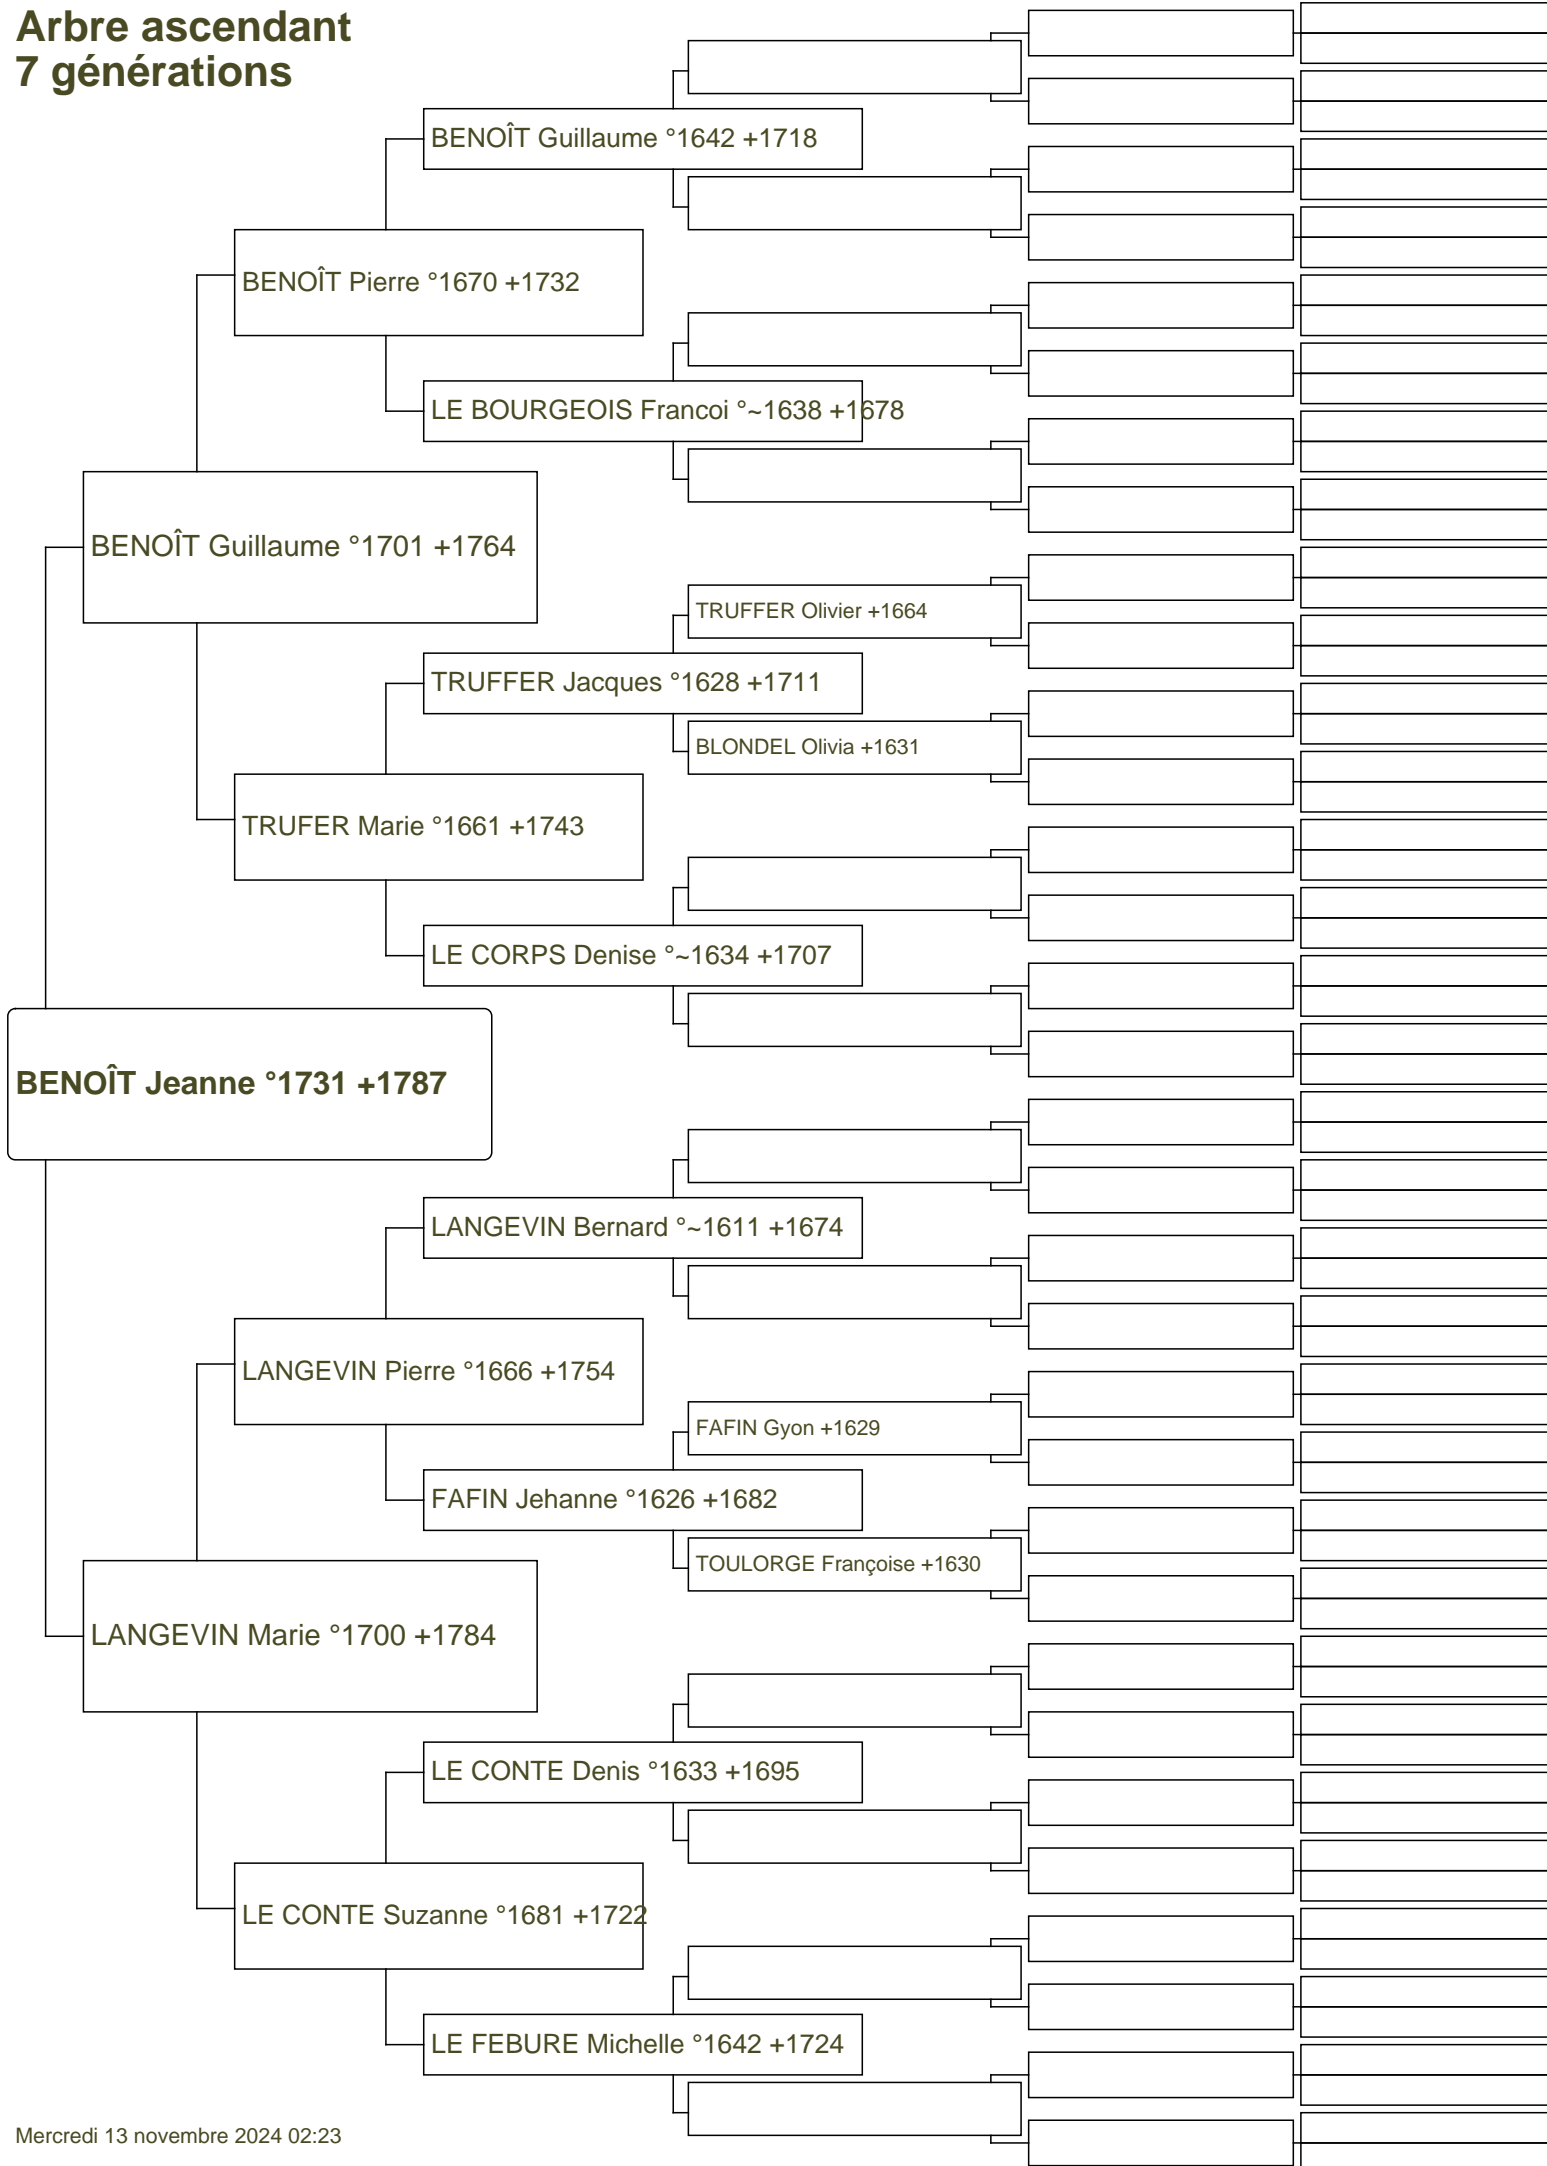 Arbre ascendant
7 générations
BENOÎT Guillaume °1642 +1718
BENOÎT Pierre °1670 +1732
LE BOURGEOIS Francoi °~1638 +1678
BENOÎT Guillaume °1701 +1764
TRUFFER Olivier +1664
TRUFFER Jacques °1628 +1711
BLONDEL Olivia +1631
TRUFER Marie °1661 +1743
LE CORPS Denise °~1634 +1707
BENOÎT Jeanne °1731 +1787
LANGEVIN Bernard °~1611 +1674
LANGEVIN Pierre °1666 +1754
FAFIN Gyon +1629
FAFIN Jehanne °1626 +1682
TOULORGE Françoise +1630
LANGEVIN Marie °1700 +1784
LE CONTE Denis °1633 +1695
LE CONTE Suzanne °1681 +1722
LE FEBURE Michelle °1642 +1724
Mercredi 13 novembre 2024 02:23